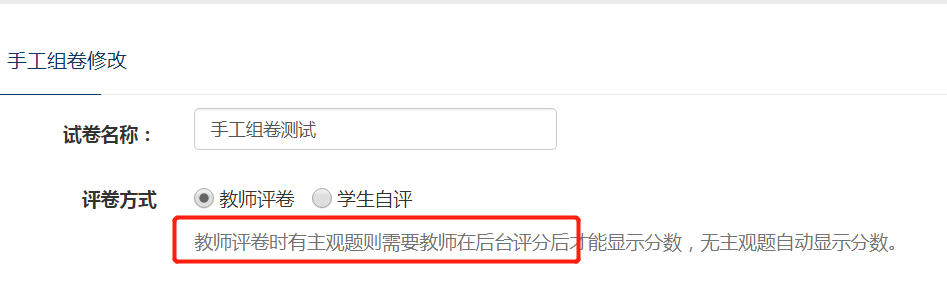 手工组卷修改
试卷名称： 手工组卷测试
评卷方式 教师评卷 学生自评
教师评卷时有主观题则需要教师在后台评分后才能显示分数，无主观题自动显示分数。